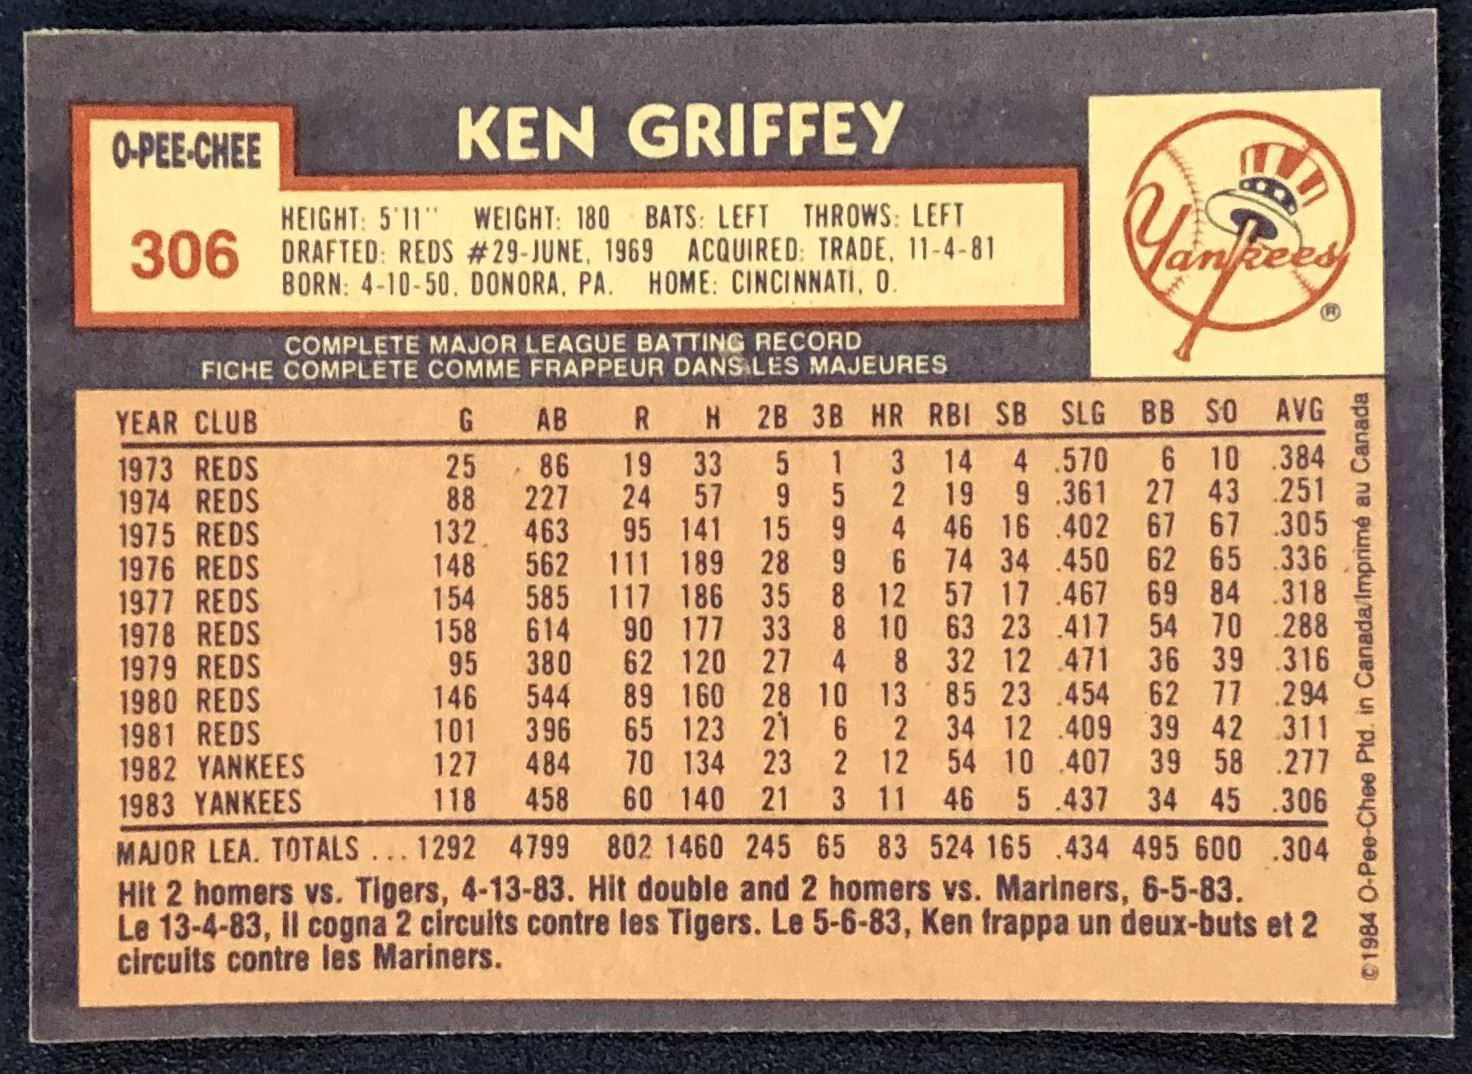 O-PEE-CHEE
306
KEN GRIFFEY
Yankees
®
HEIGHT: 5'11" WEIGHT: 180 BATS: LEFT THROWS: LEFT
DRAFTED: REDS #29-JUNE, 1969 ACQUIRED: TRADE, 11-4-81
BORN: 4-10-50, DONORA, PA. HOME: CINCINNATI, O.
COMPLETE MAJOR LEAGUE BATTING RECORD
FICHE COMPLETE COMME FRAPPEUR DANS LES MAJEURES
YEAR CLUB G AB R H 2B 3B HR RBI SB SLG BB SO AVG
1973 REDS 25 86 19 33 5 1 3 14 4 .570 6 10 .384
1974 REDS 88 227 24 57 9 5 2 19 9 .361 27 43 .251
1975 REDS 132 463 95 141 15 9 4 46 16 .402 67 67 .305
1976 REDS 148 562 111 189 28 9 6 74 34 .450 62 65 .336
1977 REDS 154 585 117 186 35 8 12 57 17 .467 69 84 .318
1978 REDS 158 614 90 177 33 8 10 63 23 .417 54 70 .288
1979 REDS 95 380 62 120 27 4 8 32 12 .471 36 39 .316
1980 REDS 146 544 89 160 28 10 13 85 23 .454 62 77 .294
1981 REDS 101 396 65 123 21 6 2 34 12 .409 39 42 .311
1982 YANKEES 127 484 70 134 23 2 12 54 10 .407 39 58 .277
1983 YANKEES 118 458 60 140 21 3 11 46 5 .437 34 45 .306
MAJOR LEA. TOTALS ... 1292 4799 802 1460 245 65 83 524 165 .434 495 600 .304
Hit 2 homers vs. Tigers, 4-13-83. Hit double and 2 homers vs. Mariners, 6-5-83.
Le 13-4-83, il cogna 2 circuits contre les Tigers. Le 5-6-83, Ken frappa un deux-buts et 2
circuits contre les Mariners.
©1984 O-Pee-Chee Ptd. in Canada/Imprimé au Canada